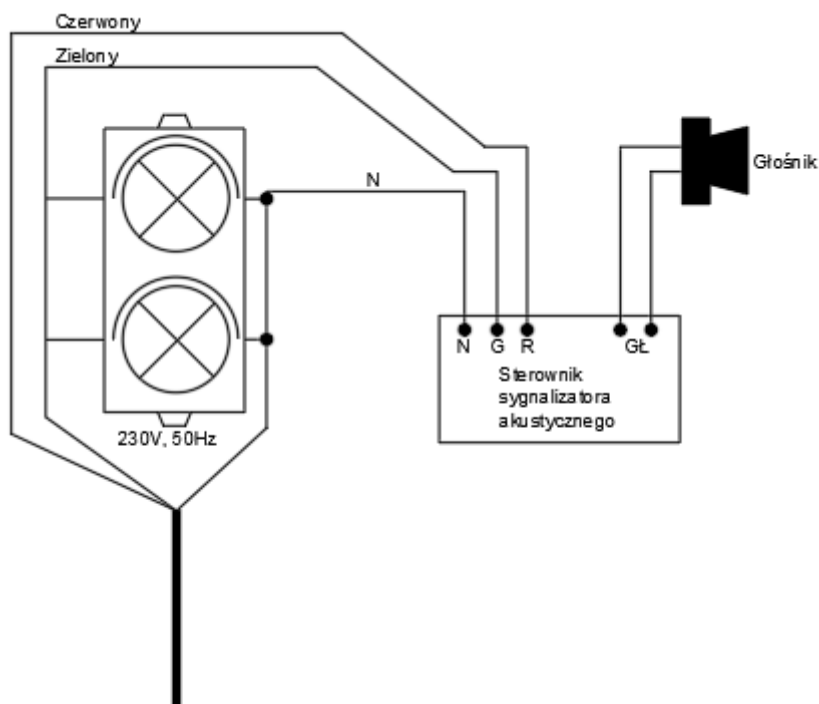 Czerwony
Zielony
N
Głośnik
N G R GŁ
Sterownik
sygnalizatora
akustycznego
230V, 50Hz